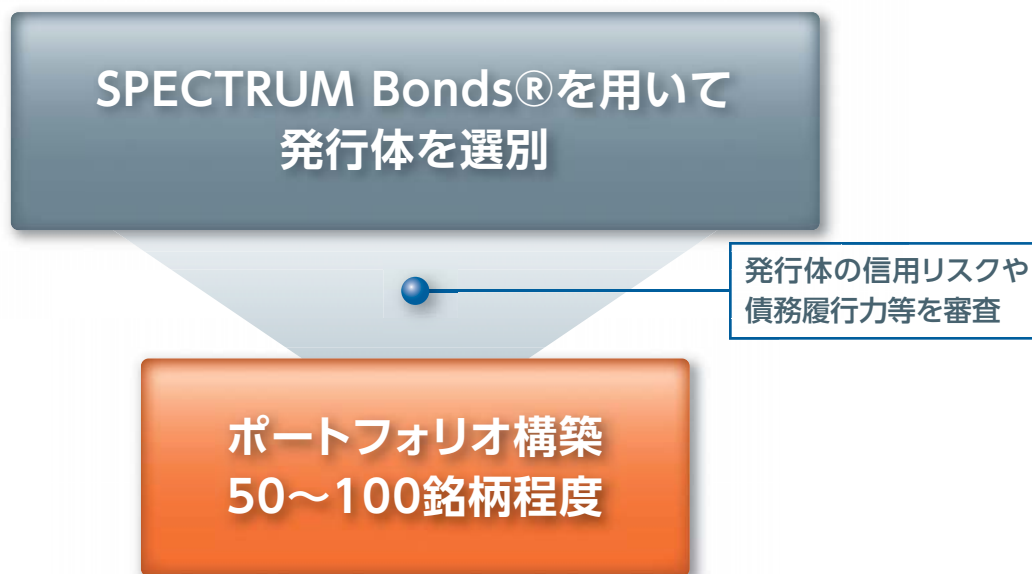 SPECTRUM Bonds®を用いて
発行体を選別
発行体の信用リスクや
債務履行力等を審査
ポートフォリオ構築
50～100銘柄程度